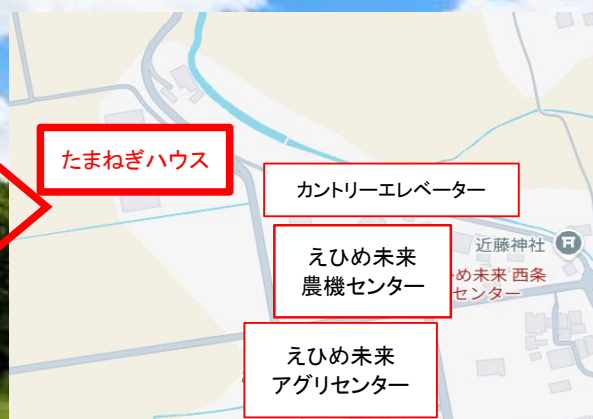 たまねぎハウス
カントリーエレベーター
近藤神社
えひめ未来
農機センター
め未来 西条
センター
えひめ未来
アグリセンター